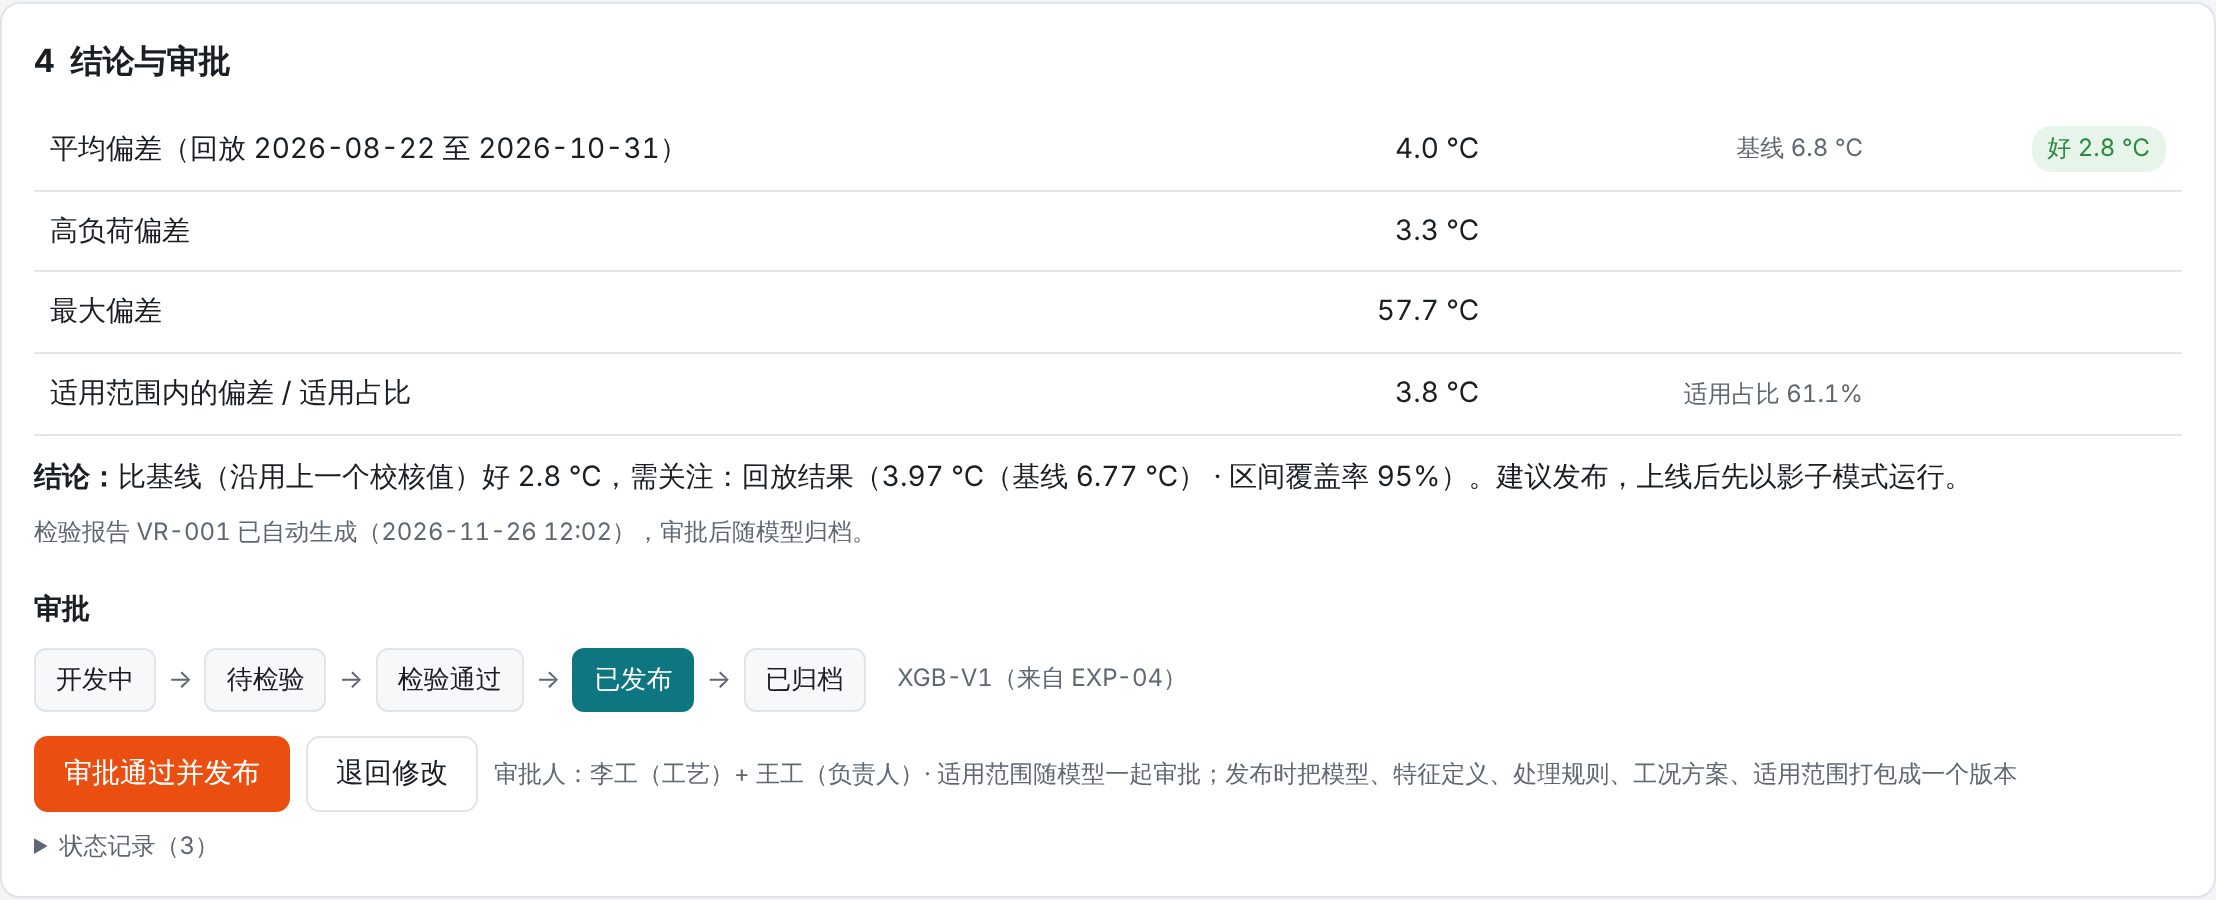 4 结论与审批
平均偏差（回放 2026-08-22 至 2026-10-31） 4.0 °C 基线 6.8 °C 好 2.8 °C
高负荷偏差 3.3 °C
最大偏差 57.7 °C
适用范围内的偏差 / 适用占比 3.8 °C 适用占比 61.1%
结论：比基线（沿用上一个校核值）好 2.8 °C，需关注：回放结果（3.97 °C（基线 6.77 °C） · 区间覆盖率 95%）。建议发布，上线后先以影子模式运行。
检验报告 VR-001 已自动生成（2026-11-26 12:02），审批后随模型归档。
审批
开发中 → 待检验 → 检验通过 → 已发布 → 已归档 XGB-V1（来自 EXP-04）
审批通过并发布 退回修改 审批人：李工（工艺）+ 王工（负责人）· 适用范围随模型一起审批；发布时把模型、特征定义、处理规则、工况方案、适用范围打包成一个版本
▶ 状态记录（3）